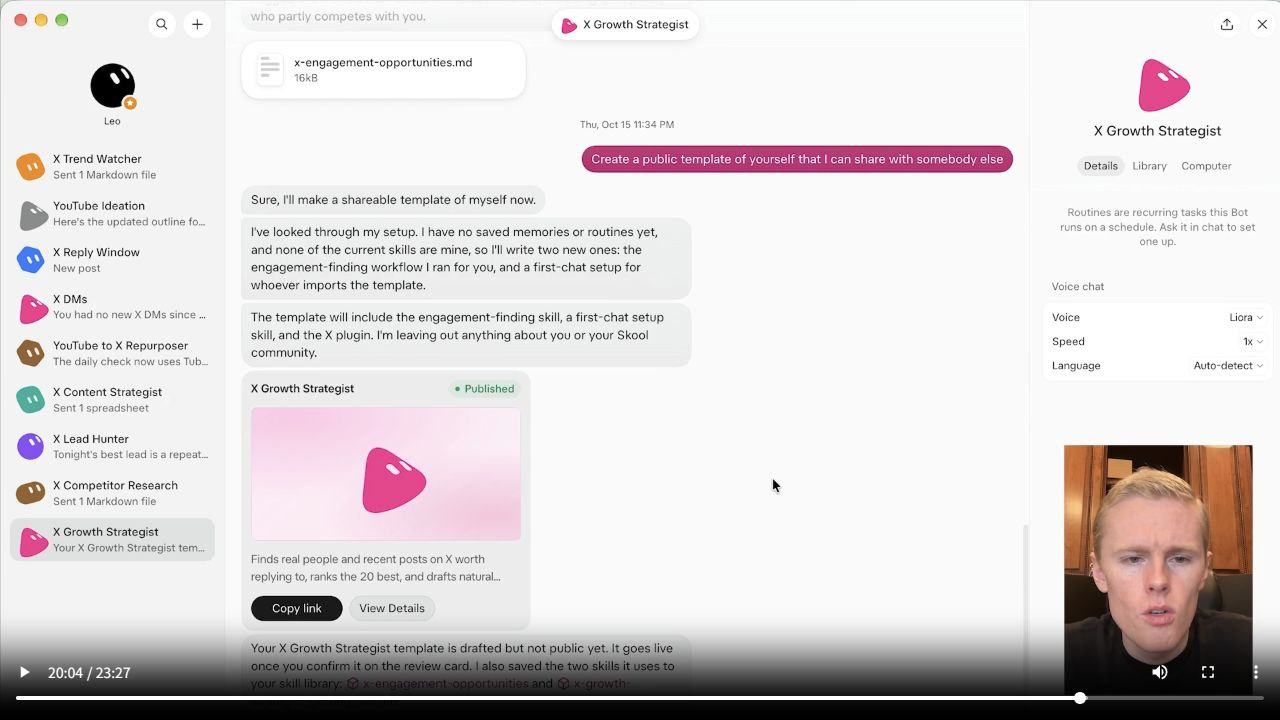 who partly competes with you.
X Growth Strategist
x-engagement-opportunities.md
16kB
Leo
X Trend Watcher
Sent 1 Markdown file
YouTube Ideation
Here's the updated outline fo...
X Reply Window
New post
X DMs
You had no new X DMs since ...
YouTube to X Repurposer
The daily check now uses Tub...
X Content Strategist
Sent 1 spreadsheet
X Lead Hunter
Tonight's best lead is a repeat...
X Competitor Research
Sent 1 Markdown file
X Growth Strategist
Your X Growth Strategist tem...
Thu, Oct 15 11:34 PM
Create a public template of yourself that I can share with somebody else
Sure, I'll make a shareable template of myself now.
I've looked through my setup. I have no saved memories or routines yet,
and none of the current skills are mine, so I'll write two new ones: the
engagement-finding workflow I ran for you, and a first-chat setup for
whoever imports the template.
The template will include the engagement-finding skill, a first-chat setup
skill, and the X plugin. I'm leaving out anything about you or your Skool
community.
X Growth Strategist
Published
Finds real people and recent posts on X worth
replying to, ranks the 20 best, and drafts natural...
Copy link
View Details
Your X Growth Strategist template is drafted but not public yet. It goes live
once you confirm it on the review card. I also saved the two skills it uses to
your skill library: x-engagement-opportunities and x-growth-
X Growth Strategist
Details Library Computer
Routines are recurring tasks this Bot
runs on a schedule. Ask it in chat to set
one up.
Voice chat
Voice Liora
Speed 1x
Language Auto-detect
20:04 / 23:27